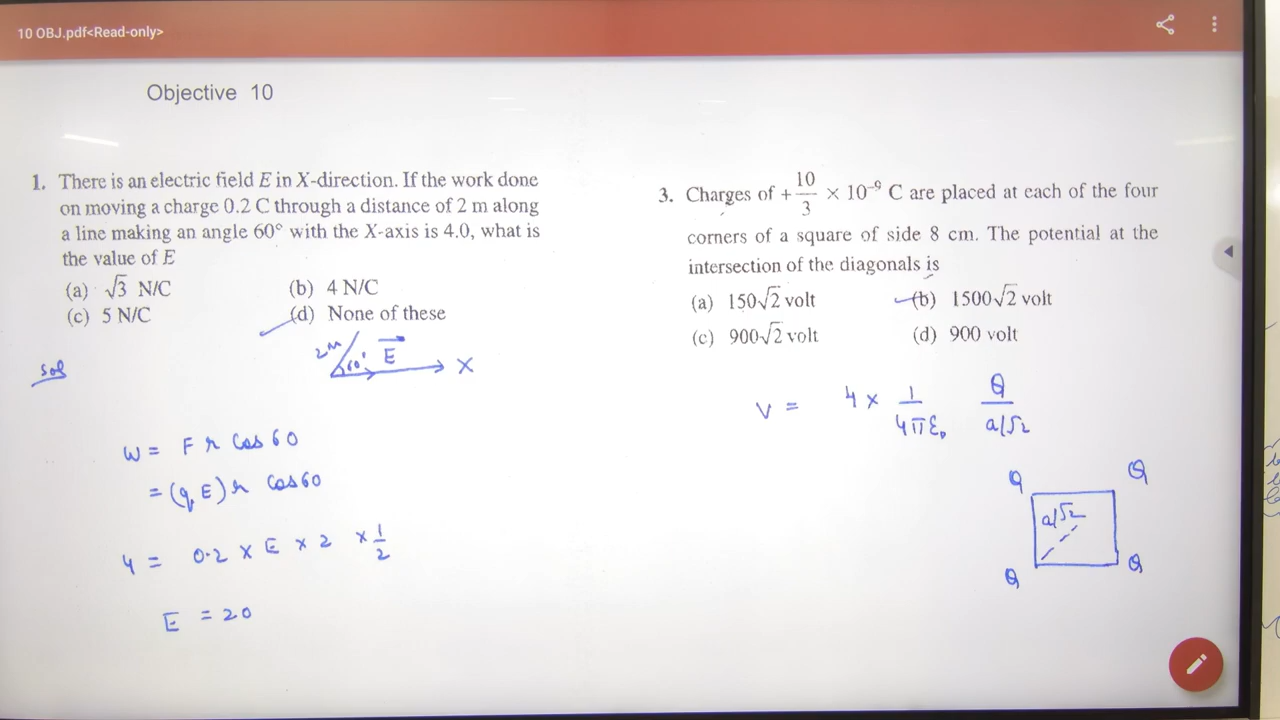 10 OBJ.pdf<Read-only>
Objective 10
1. There is an electric field E in X-direction. If the work done
on moving a charge 0.2 C through a distance of 2 m along
a line making an angle 60° with the X-axis is 4.0, what is
the value of E
(a) √3 N/C (b) 4 N/C
(c) 5 N/C (d) None of these
2M 60° E X
Sol
W = F r Cos 60
= (q E) r Cos60
4 = 0.2 × E × 2 × 1/2
E = 20
3. Charges of +10/3 × 10⁻⁹ C are placed at each of the four
corners of a square of side 8 cm. The potential at the
intersection of the diagonals is
(a) 150√2 volt (b) 1500√2 volt
(c) 900√2 volt (d) 900 volt
V = 4 × 1/4πε₀ Q/a/√2
Q Q
a/√2
Q Q